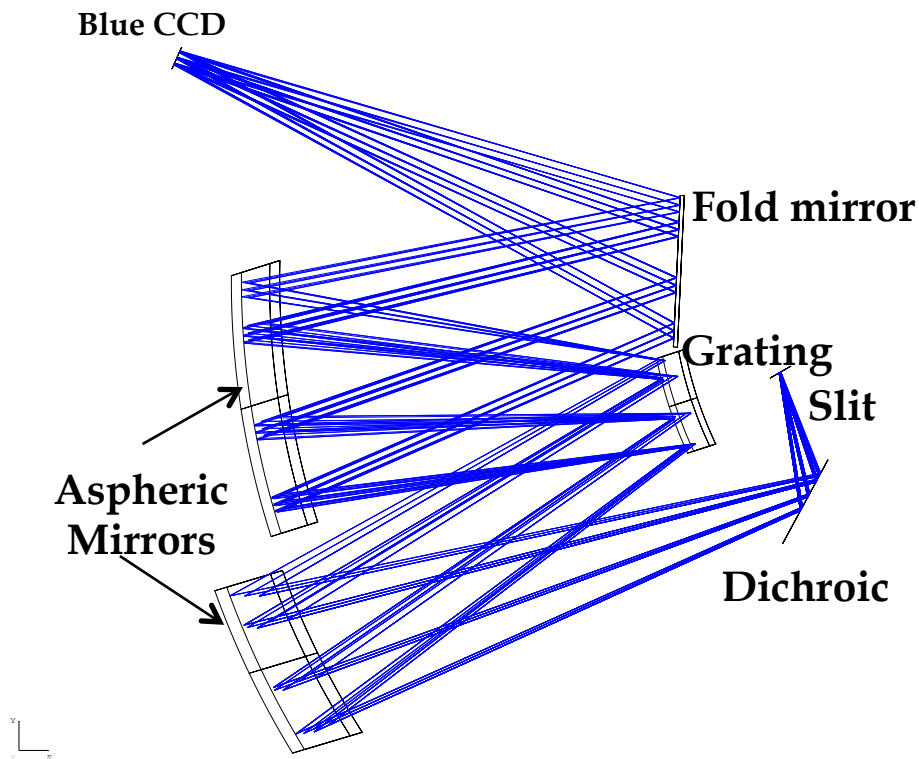 Blue CCD
Fold mirror
Grating
Slit
Aspheric
Mirrors
Dichroic
Y